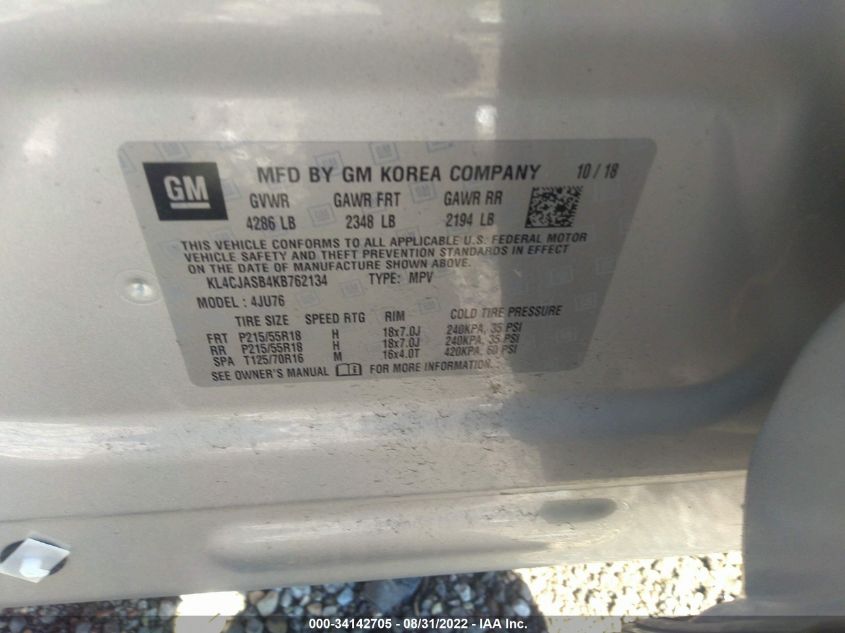 GM
MFD BY GM KOREA COMPANY 10 / 18
GVWR GAWR FRT GAWR RR
4286 LB 2348 LB 2194 LB
THIS VEHICLE CONFORMS TO ALL APPLICABLE U.S. FEDERAL MOTOR
VEHICLE SAFETY AND THEFT PREVENTION STANDARDS IN EFFECT
ON THE DATE OF MANUFACTURE SHOWN ABOVE.
KL4CJASB4KB762134 TYPE: MPV
MODEL : 4JU76
TIRE SIZE SPEED RTG RIM COLD TIRE PRESSURE
FRT P215/55R18 H 18x7.0J 240KPA, 35 PSI
RR P215/55R18 H 18x7.0J 240KPA, 35 PSI
SPA T125/70R16 M 16x4.0T 420KPA, 60 PSI
SEE OWNER'S MANUAL FOR MORE INFORMATION.
000-34142705 - 08/31/2022 - IAA Inc.